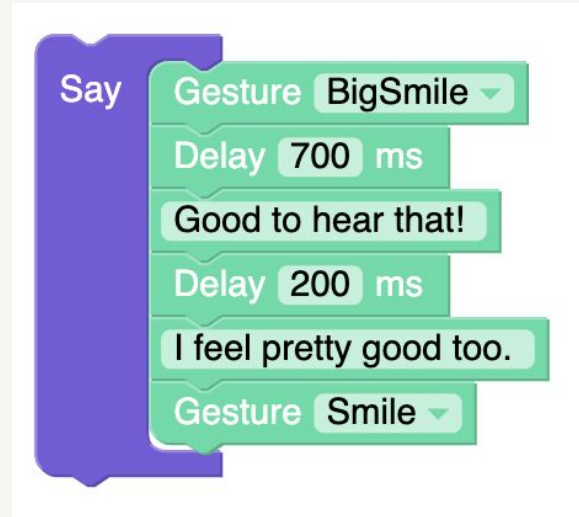 Say Gesture BigSmile
Delay 700 ms
Good to hear that!
Delay 200 ms
I feel pretty good too.
Gesture Smile